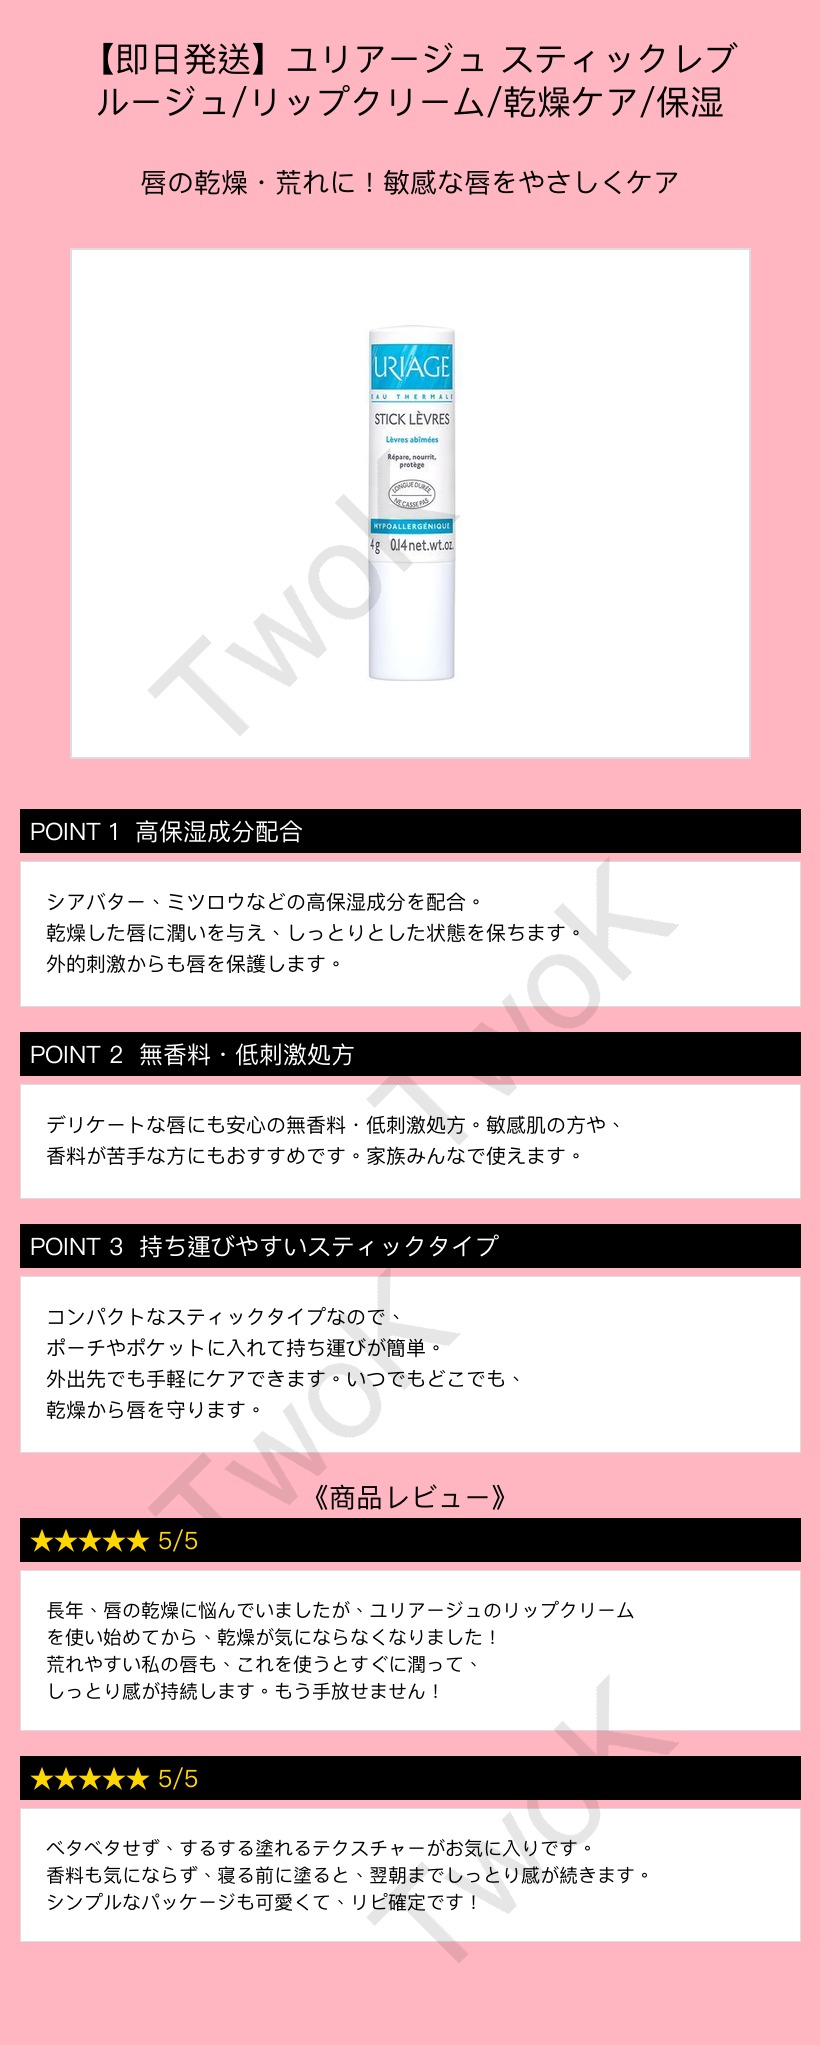 【即日発送】ユリアージュ スティックレブ
ルージュ/リップクリーム/乾燥ケア/保湿
唇の乾燥・荒れに！敏感な唇をやさしくケア
URIAGE
EAU THERMALE
STICK LÈVRES
Lèvres abîmées
Répare, nourrit,
protège
LONGUE DURÉE
NE CASSE PAS
HYPOALLERGÉNIQUE
4g 0.14 net.wt.oz.
TwoK
POINT 1 高保湿成分配合
シアバター、ミツロウなどの高保湿成分を配合。
乾燥した唇に潤いを与え、しっとりとした状態を保ちます。
外的刺激からも唇を保護します。
TwoK
POINT 2 無香料・低刺激処方
デリケートな唇にも安心の無香料・低刺激処方。敏感肌の方や、
香料が苦手な方にもおすすめです。家族みんなで使えます。
POINT 3 持ち運びやすいスティックタイプ
コンパクトなスティックタイプなので、
ポーチやポケットに入れて持ち運びが簡単。
外出先でも手軽にケアできます。いつでもどこでも、
乾燥から唇を守ります。
TwoK
《商品レビュー》
★★★★★ 5/5
長年、唇の乾燥に悩んでいましたが、ユリアージュのリップクリーム
を使い始めてから、乾燥が気にならなくなりました！
荒れやすい私の唇も、これを使うとすぐに潤って、
しっとり感が持続します。もう手放せません！
★★★★★ 5/5
ベタベタせず、するする塗れるテクスチャーがお気に入りです。
香料も気にならず、寝る前に塗ると、翌朝までしっとり感が続きます。
シンプルなパッケージも可愛くて、リピ確定です！
TwoK